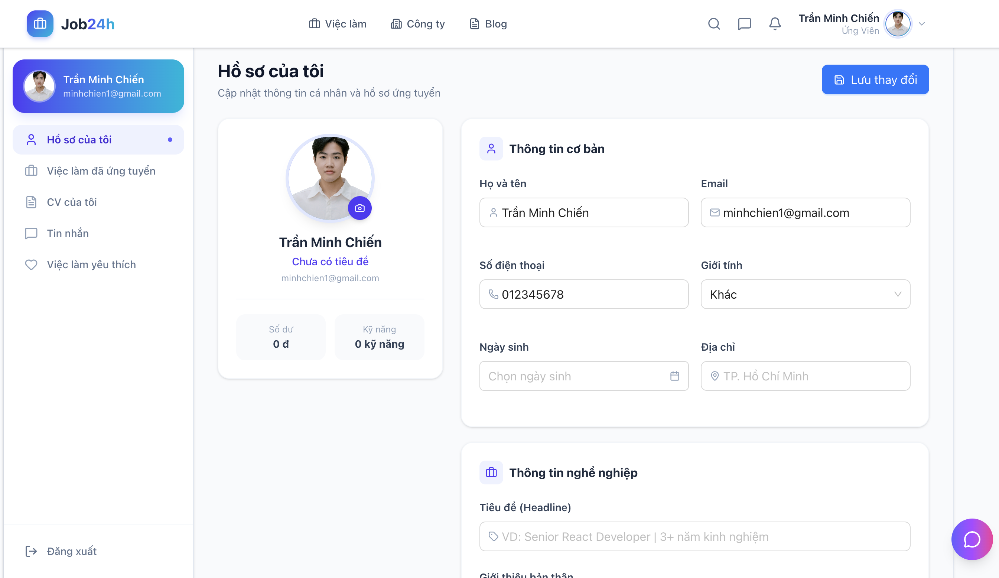 Job24h
Việc làm
Công ty
Blog
Trần Minh Chiến
Ứng Viên
Trần Minh Chiến
minhchien1@gmail.com
Hồ sơ của tôi
Việc làm đã ứng tuyển
CV của tôi
Tin nhắn
Việc làm yêu thích
Đăng xuất
Hồ sơ của tôi
Cập nhật thông tin cá nhân và hồ sơ ứng tuyển
Lưu thay đổi
Trần Minh Chiến
Chưa có tiêu đề
minhchien1@gmail.com
Số dư
0 đ
Kỹ năng
0 kỹ năng
Thông tin cơ bản
Họ và tên
Trần Minh Chiến
Email
minhchien1@gmail.com
Số điện thoại
012345678
Giới tính
Khác
Ngày sinh
Chọn ngày sinh
Địa chỉ
TP. Hồ Chí Minh
Thông tin nghề nghiệp
Tiêu đề (Headline)
VD: Senior React Developer | 3+ năm kinh nghiệm
Giới thiệu bản thân